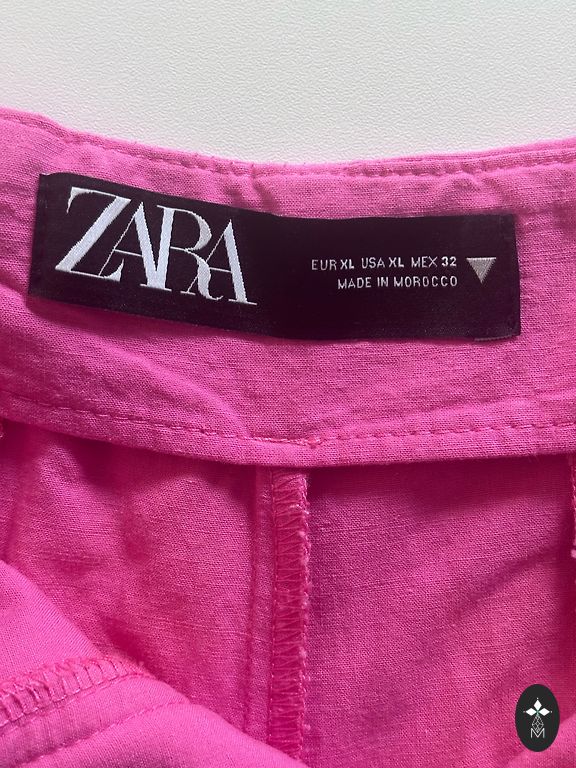 ZARA
EUR XL USA XL MEX 32
MADE IN MOROCCO
M